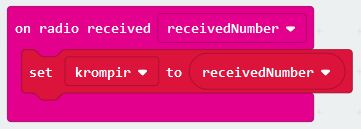 on radio received receivedNumber
set krompir to receivedNumber